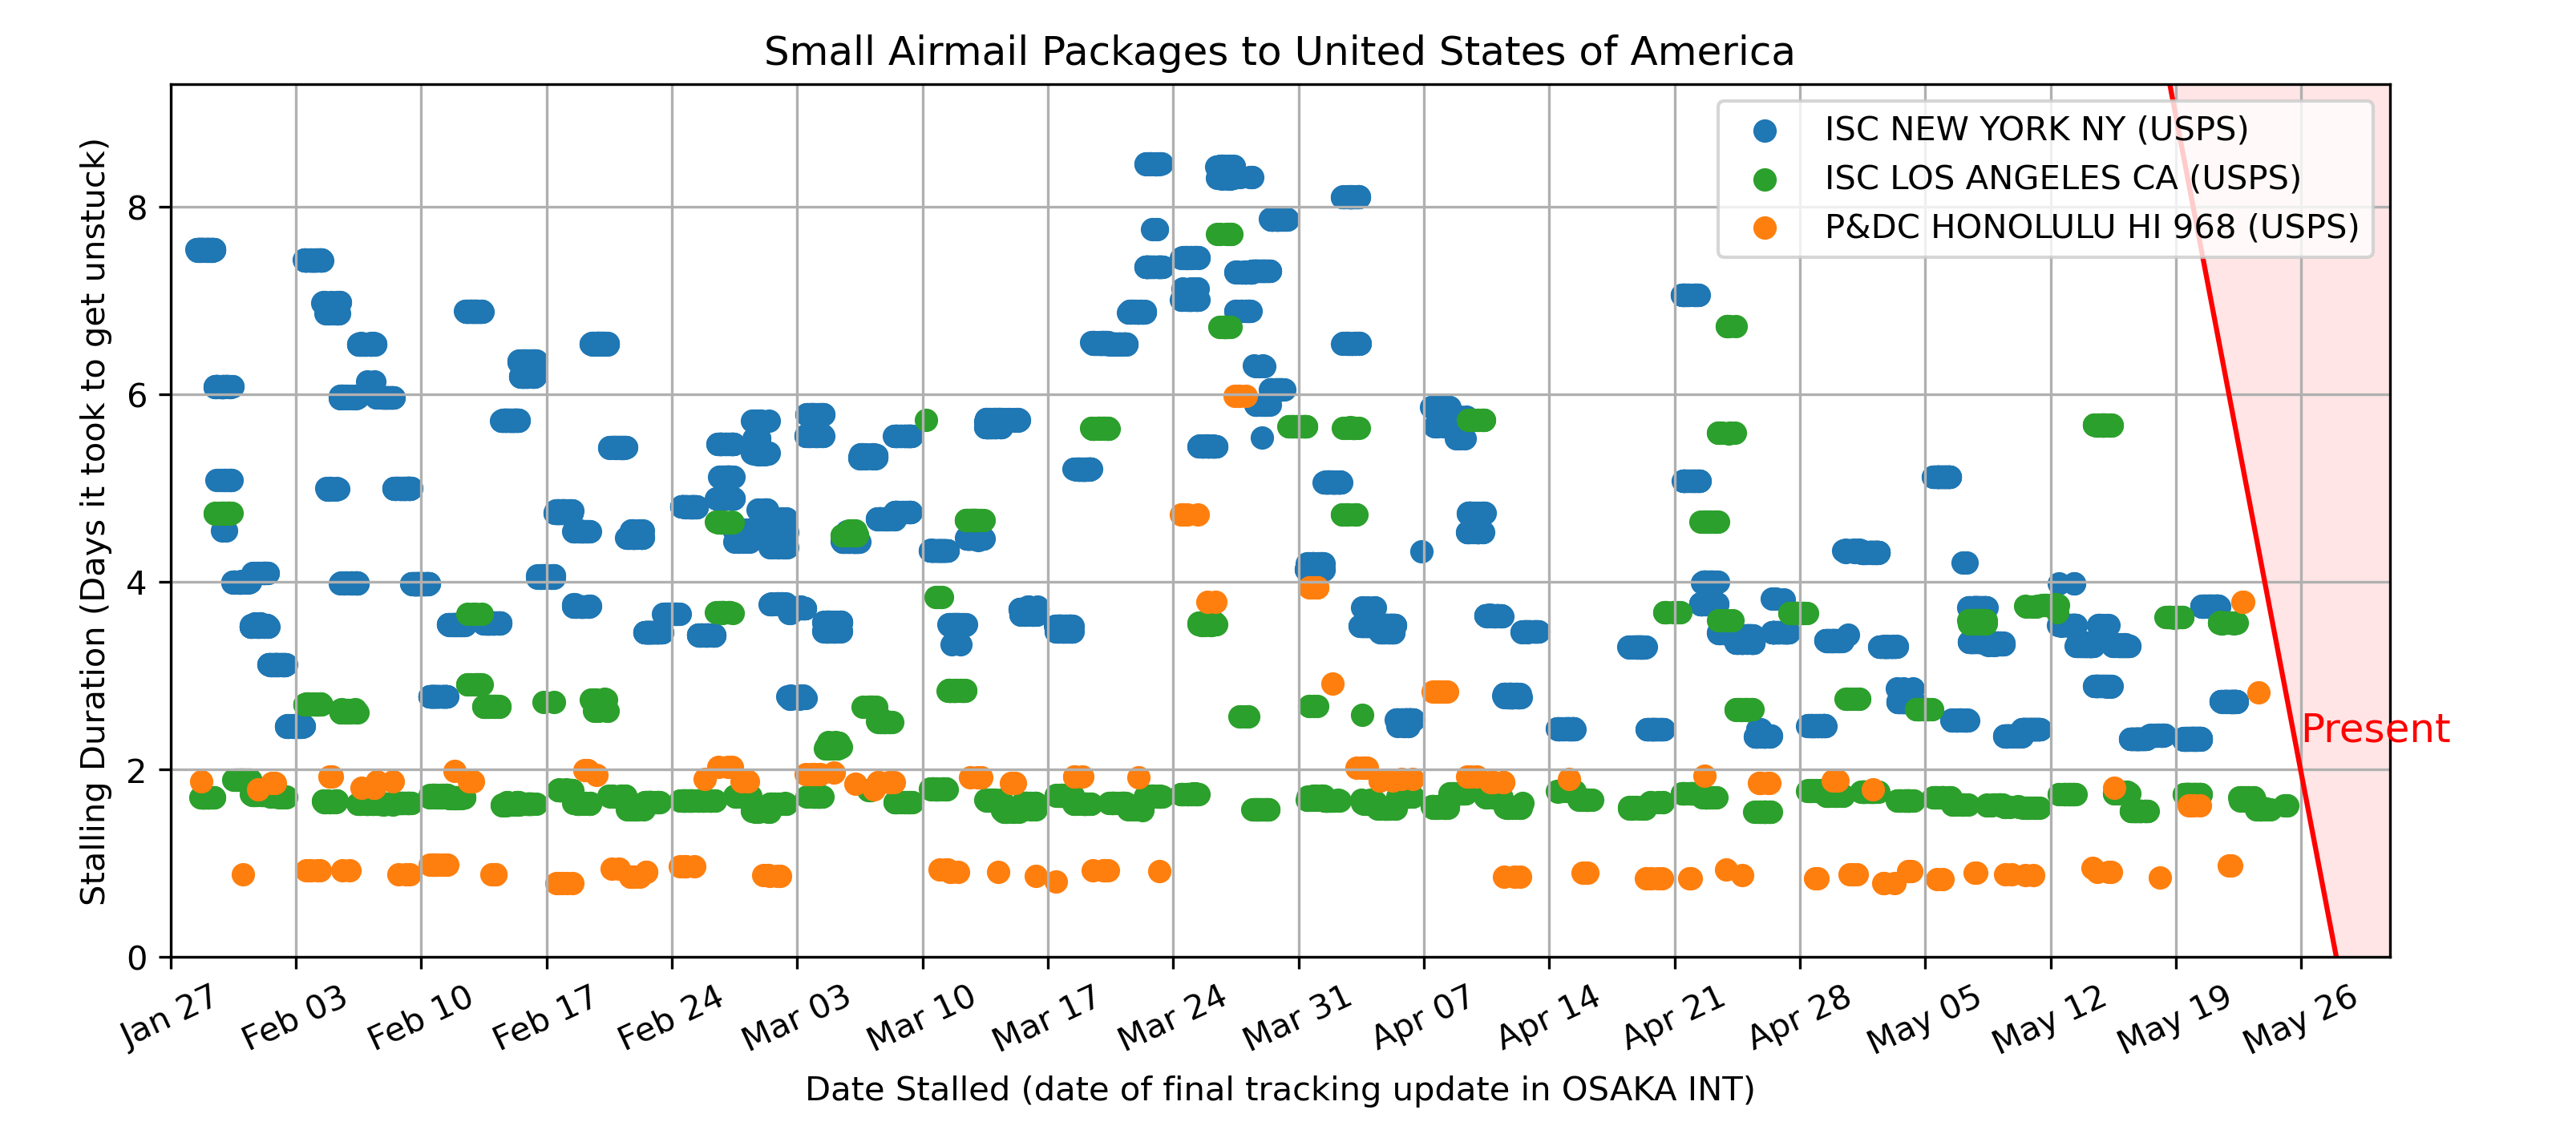 Small Airmail Packages to United States of America
ISC NEW YORK NY (USPS)
ISC LOS ANGELES CA (USPS)
P&DC HONOLULU HI 968 (USPS)
Stalling Duration (Days it took to get unstuck)
8
6
4
2
0
Present
Jan 27 Feb 03 Feb 10 Feb 17 Feb 24 Mar 03 Mar 10 Mar 17 Mar 24 Mar 31 Apr 07 Apr 14 Apr 21 Apr 28 May 05 May 12 May 19 May 26
Date Stalled (date of final tracking update in OSAKA INT)